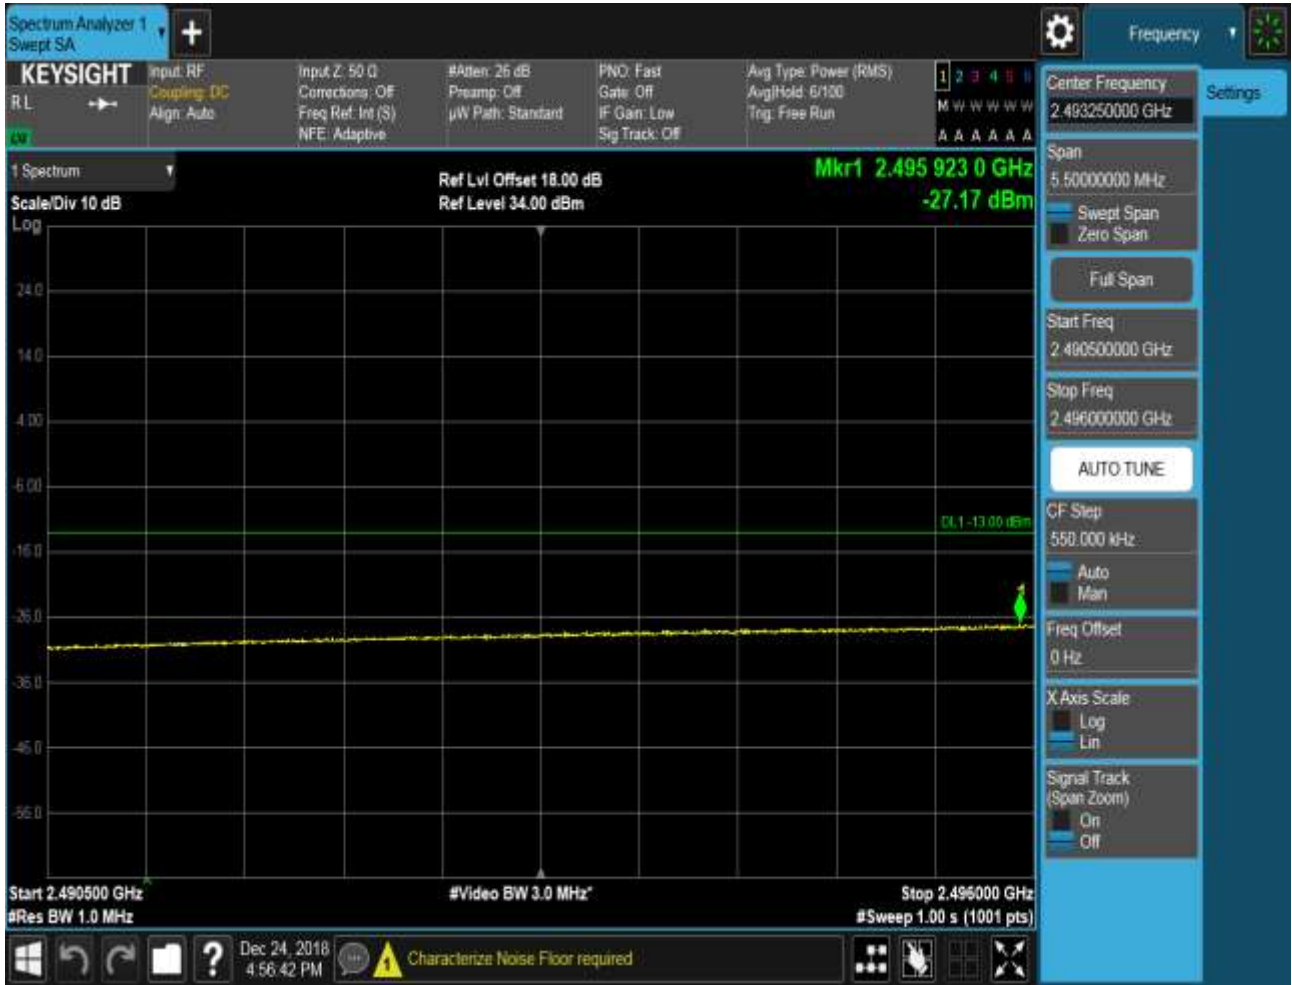 Spectrum Analyzer 1
Swept SA
Frequency
KEYSIGHT
RL
Input: RF
Coupling: DC
Align: Auto
Input Z: 50 Ω
Corrections: Off
Freq Ref: Int (S)
NFE: Adaptive
#Atten: 26 dB
Preamp: Off
µW Path: Standard
PNO: Fast
Gate: Off
IF Gain: Low
Sig Track: Off
Avg Type: Power (RMS)
Avg|Hold: 6/100
Trig: Free Run
1 2 3 4 5 6
M W W W W W
A A A A A A
1 Spectrum
Scale/Div 10 dB
Log
Ref Lvl Offset 18.00 dB
Ref Level 34.00 dBm
Mkr1 2.495 923 0 GHz
-27.17 dBm
24.0
14.0
4.00
-6.00
-16.0
-26.0
-36.0
-46.0
-56.0
DL1 -13.00 dBm
1
Start 2.490500 GHz
#Res BW 1.0 MHz
#Video BW 3.0 MHz*
Stop 2.496000 GHz
#Sweep 1.00 s (1001 pts)
Center Frequency
2.493250000 GHz
Settings
Span
5.50000000 MHz
Swept Span
Zero Span
Full Span
Start Freq
2.490500000 GHz
Stop Freq
2.496000000 GHz
AUTO TUNE
CF Step
550.000 kHz
Auto
Man
Freq Offset
0 Hz
X Axis Scale
Log
Lin
Signal Track
(Span Zoom)
On
Off
?
Dec 24, 2018
4:56:42 PM
1
Characterize Noise Floor required